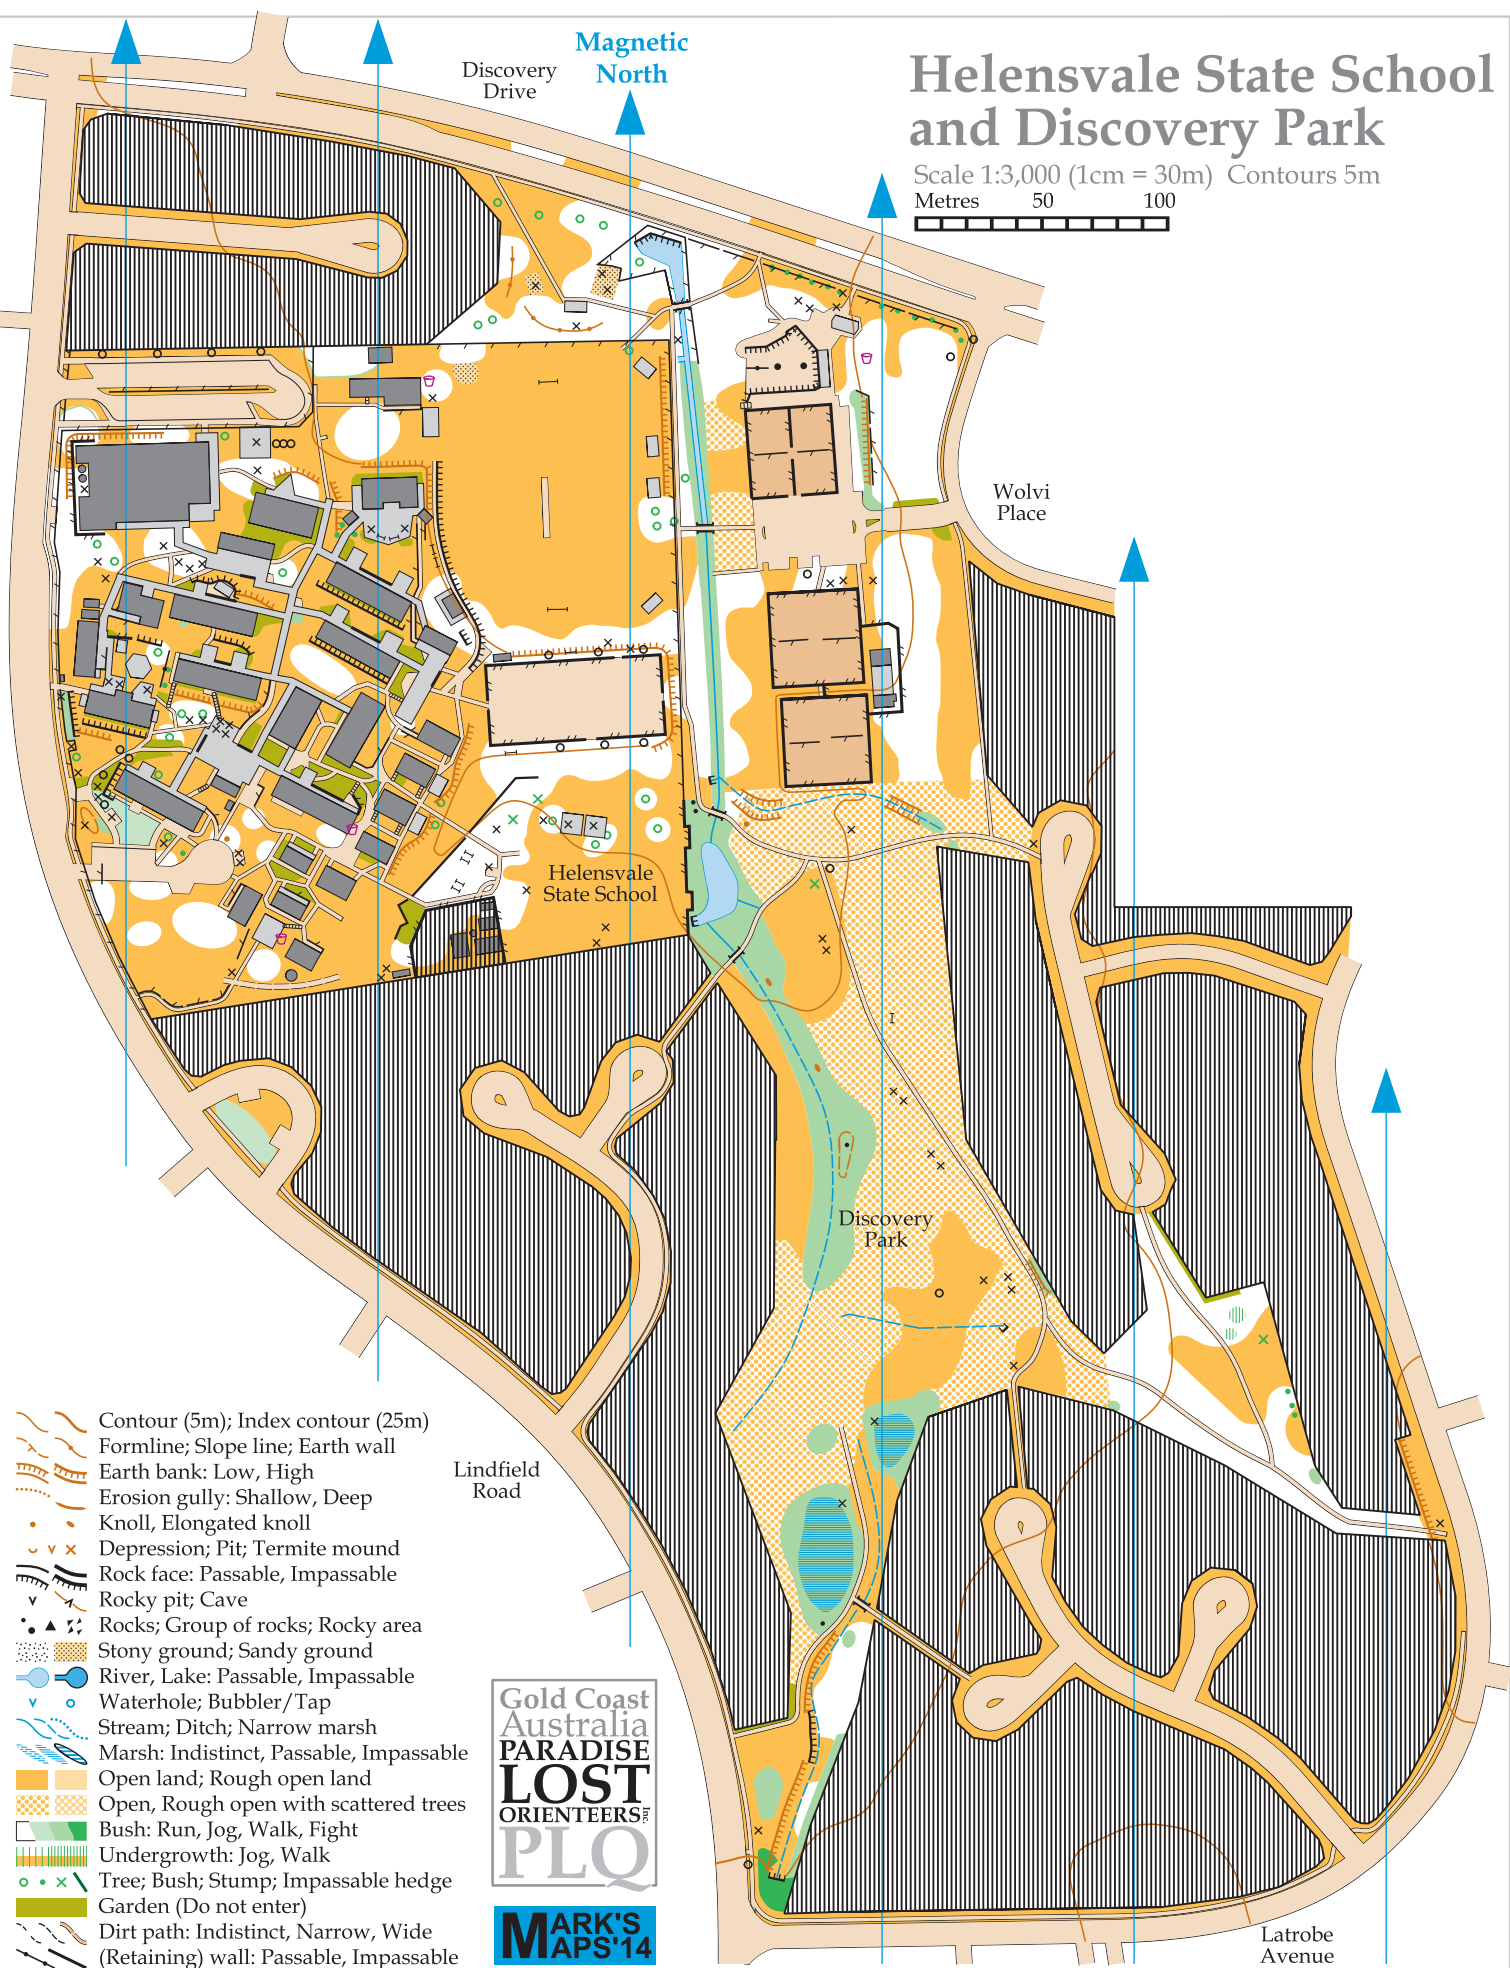 Magnetic
North
Discovery
Drive
Helensvale State School
and Discovery Park
Scale 1:3,000 (1cm = 30m) Contours 5m
Metres 50 100
Wolvi
Place
E
E
E
E
Helensvale
State School
Discovery
Park
Lindfield
Road
Contour (5m); Index contour (25m)
Formline; Slope line; Earth wall
Earth bank: Low, High
Erosion gully: Shallow, Deep
Knoll, Elongated knoll
Depression; Pit; Termite mound
Rock face: Passable, Impassable
Rocky pit; Cave
Rocks; Group of rocks; Rocky area
Stony ground; Sandy ground
River, Lake: Passable, Impassable
Waterhole; Bubbler/Tap
Stream; Ditch; Narrow marsh
Marsh: Indistinct, Passable, Impassable
Open land; Rough open land
Open, Rough open with scattered trees
Bush: Run, Jog, Walk, Fight
Undergrowth: Jog, Walk
Tree; Bush; Stump; Impassable hedge
Garden (Do not enter)
Dirt path: Indistinct, Narrow, Wide
(Retaining) wall: Passable, Impassable
Gold Coast
Australia
PARADISE
LOST
ORIENTEERS Inc.
PLQ
MARK'S
MAPS'14
Latrobe
Avenue